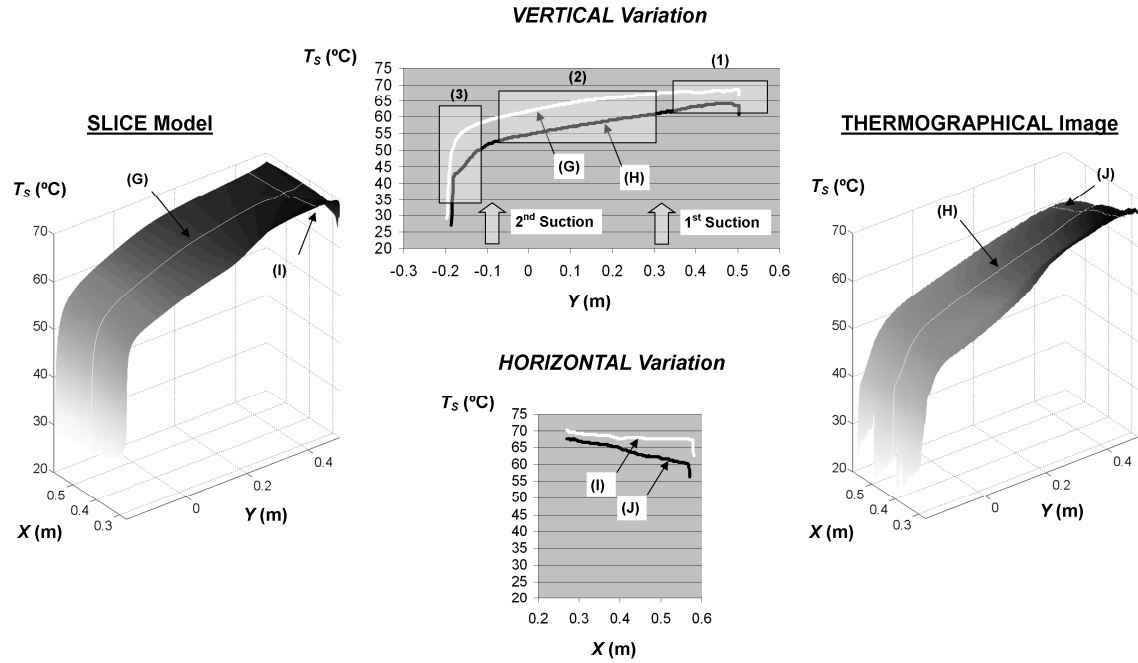 VERTICAL Variation
T_S (ºC)
75
70
65
60
55
50
45
40
35
30
25
20
(3)
(2)
(1)
(G)
(H)
2nd Suction
1st Suction
-0.3 -0.2 -0.1 0 0.1 0.2 0.3 0.4 0.5 0.6
Y (m)
SLICE Model
T_S (ºC)
(G)
(I)
70
60
50
40
30
20
0.5
0.4
0.3
X (m)
0
0.2
0.4
Y (m)
HORIZONTAL Variation
T_S (ºC)
75
70
65
60
55
50
45
40
35
30
25
20
(I)
(J)
0.2 0.3 0.4 0.5 0.6
X (m)
THERMOGRAPHICAL Image
T_S (ºC)
(J)
(H)
70
60
50
40
30
20
0.5
0.4
0.3
X (m)
0
0.2
0.4
Y (m)